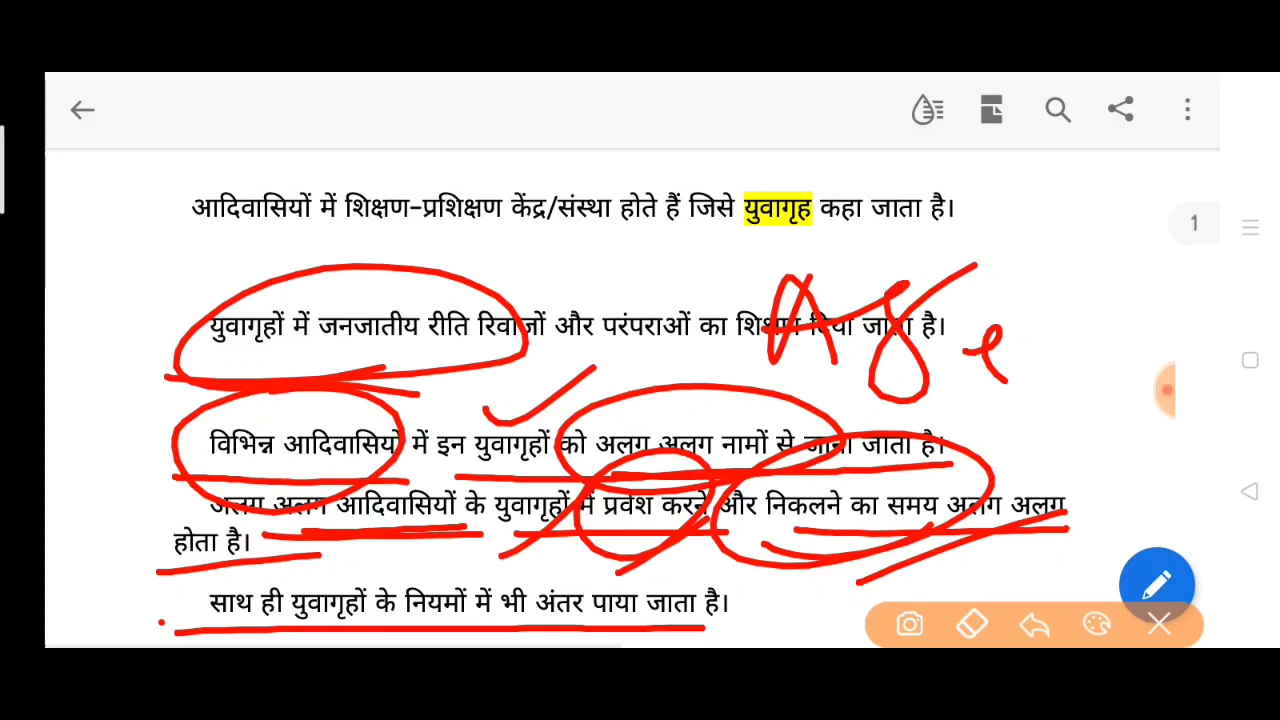 1
आदिवासियों में शिक्षण-प्रशिक्षण केंद्र/संस्था होते हैं जिसे युवागृह कहा जाता है।
युवागृहों में जनजातीय रीति रिवाजों और परंपराओं का शिक्षण दिया जाता है।
Age
विभिन्न आदिवासियों में इन युवागृहों को अलग अलग नामों से जाना जाता है।
अलग अलग आदिवासियों के युवागृहों में प्रवेश करने और निकलने का समय अलग अलग
होता है।
साथ ही युवागृहों के नियमों में भी अंतर पाया जाता है।